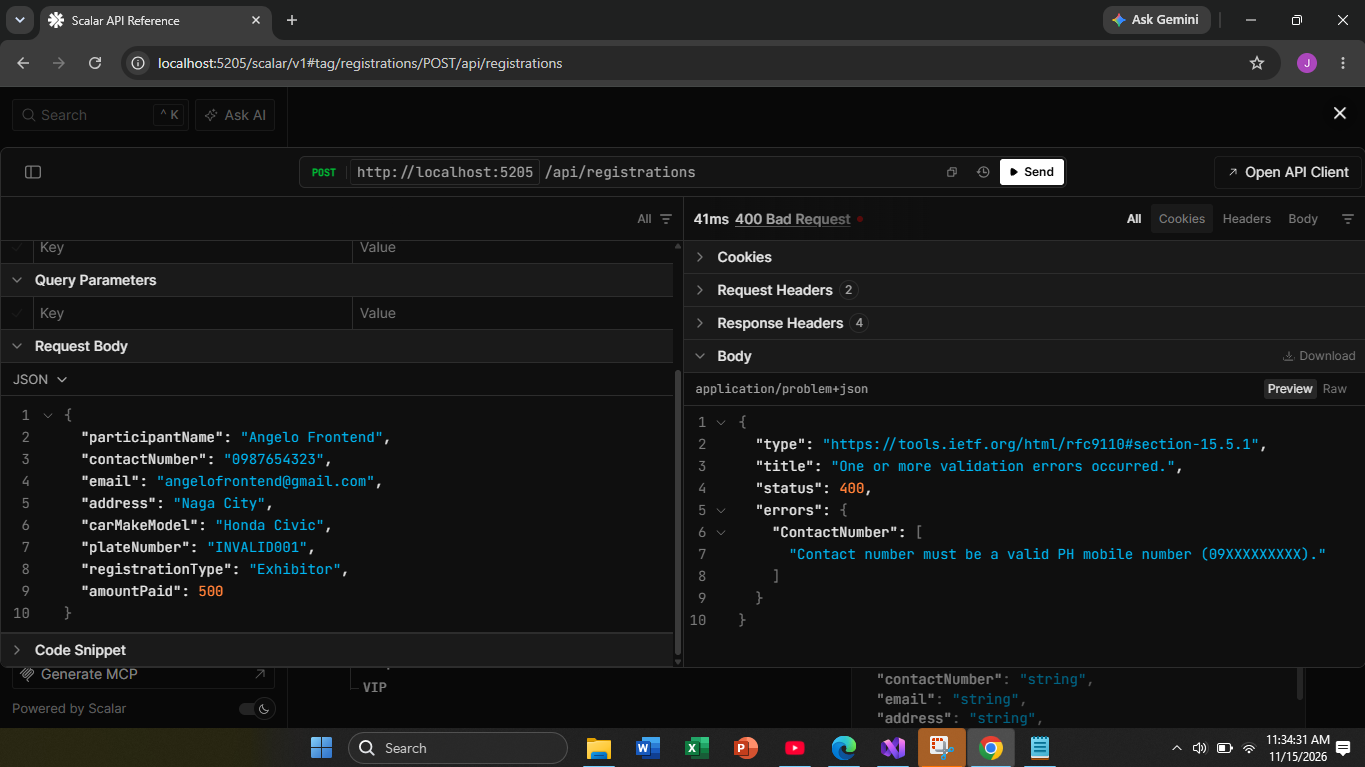 Scalar API Reference
Ask Gemini
localhost:5205/scalar/v1#tag/registrations/POST/api/registrations
J
Search
^ K
Ask AI
POST
http://localhost:5205
/api/registrations
Send
Open API Client
All
41ms 400 Bad Request
All
Cookies
Headers
Body
Key
Value
Query Parameters
Key
Value
Request Body
JSON
1 {
2 "participantName": "Angelo Frontend",
3 "contactNumber": "0987654323",
4 "email": "angelofrontend@gmail.com",
5 "address": "Naga City",
6 "carMakeModel": "Honda Civic",
7 "plateNumber": "INVALID001",
8 "registrationType": "Exhibitor",
9 "amountPaid": 500
10 }
Code Snippet
Cookies
Request Headers 2
Response Headers 4
Body
Download
application/problem+json
Preview
Raw
1 {
2 "type": "https://tools.ietf.org/html/rfc9110#section-15.5.1",
3 "title": "One or more validation errors occurred.",
4 "status": 400,
5 "errors": {
6 "ContactNumber": [
7 "Contact number must be a valid PH mobile number (09XXXXXXXXX)."
8 ]
9 }
10 }
Generate MCP
VIP
Powered by Scalar
"contactNumber": "string",
"email": "string",
"address": "string",
Search
11:34:31 AM
11/15/2026